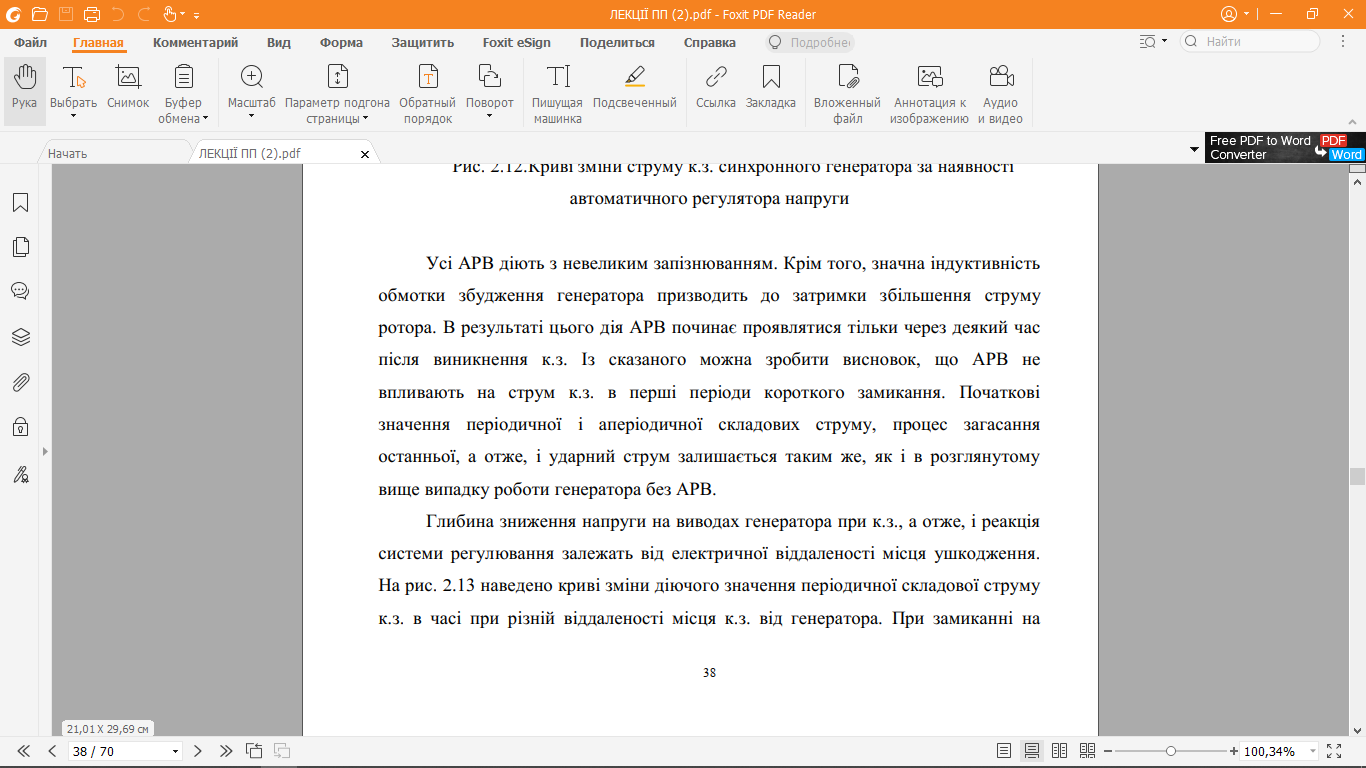 ЛЕКЦІЇ ПП (2).pdf - Foxit PDF Reader
Файл Главная Комментарий Вид Форма Защитить Foxit eSign Поделиться Справка Подробнес Найти
Рука
Выбрать
Снимок
Буфер
обмена
Масштаб
Параметр подгона
страницы
Обратный
порядок
Поворот
Пишущая
машинка
Подсвеченный
Ссылка
Закладка
Вложенный
файл
Аннотация к
изображению
Аудио
и видео
Начать
ЛЕКЦІЇ ПП (2).pdf
Free PDF to Word
Converter
PDF
Word
Рис. 2.12.Криві зміни струму к.з. синхронного генератора за наявності
автоматичного регулятора напруги
Усі АРВ діють з невеликим запізнюванням. Крім того, значна індуктивність
обмотки збудження генератора призводить до затримки збільшення струму
ротора. В результаті цього дія АРВ починає проявлятися тільки через деякий час
після виникнення к.з. Із сказаного можна зробити висновок, що АРВ не
впливають на струм к.з. в перші періоди короткого замикання. Початкові
значення періодичної і аперіодичної складових струму, процес загасання
останньої, а отже, і ударний струм залишається таким же, як і в розглянутому
вище випадку роботи генератора без АРВ.
Глибина зниження напруги на виводах генератора при к.з., а отже, і реакція
системи регулювання залежать від електричної віддаленості місця ушкодження.
На рис. 2.13 наведено криві зміни діючого значення періодичної складової струму
к.з. в часі при різній віддаленості місця к.з. від генератора. При замиканні на
38
21,01 X 29,69 см
38 / 70
100,34%